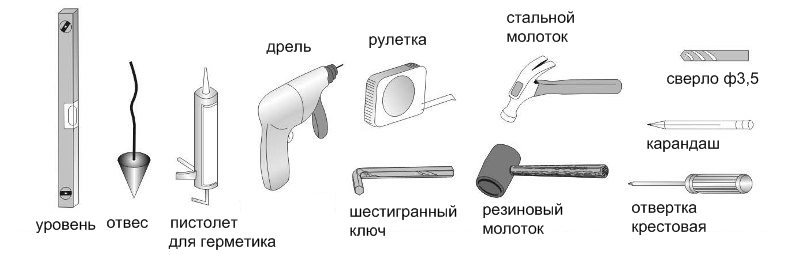 уровень
отвес
пистолет
для герметика
дрель
рулетка
шестигранный
ключ
стальной
молоток
резиновый
молоток
сверло ф3,5
карандаш
отвертка
крестовая